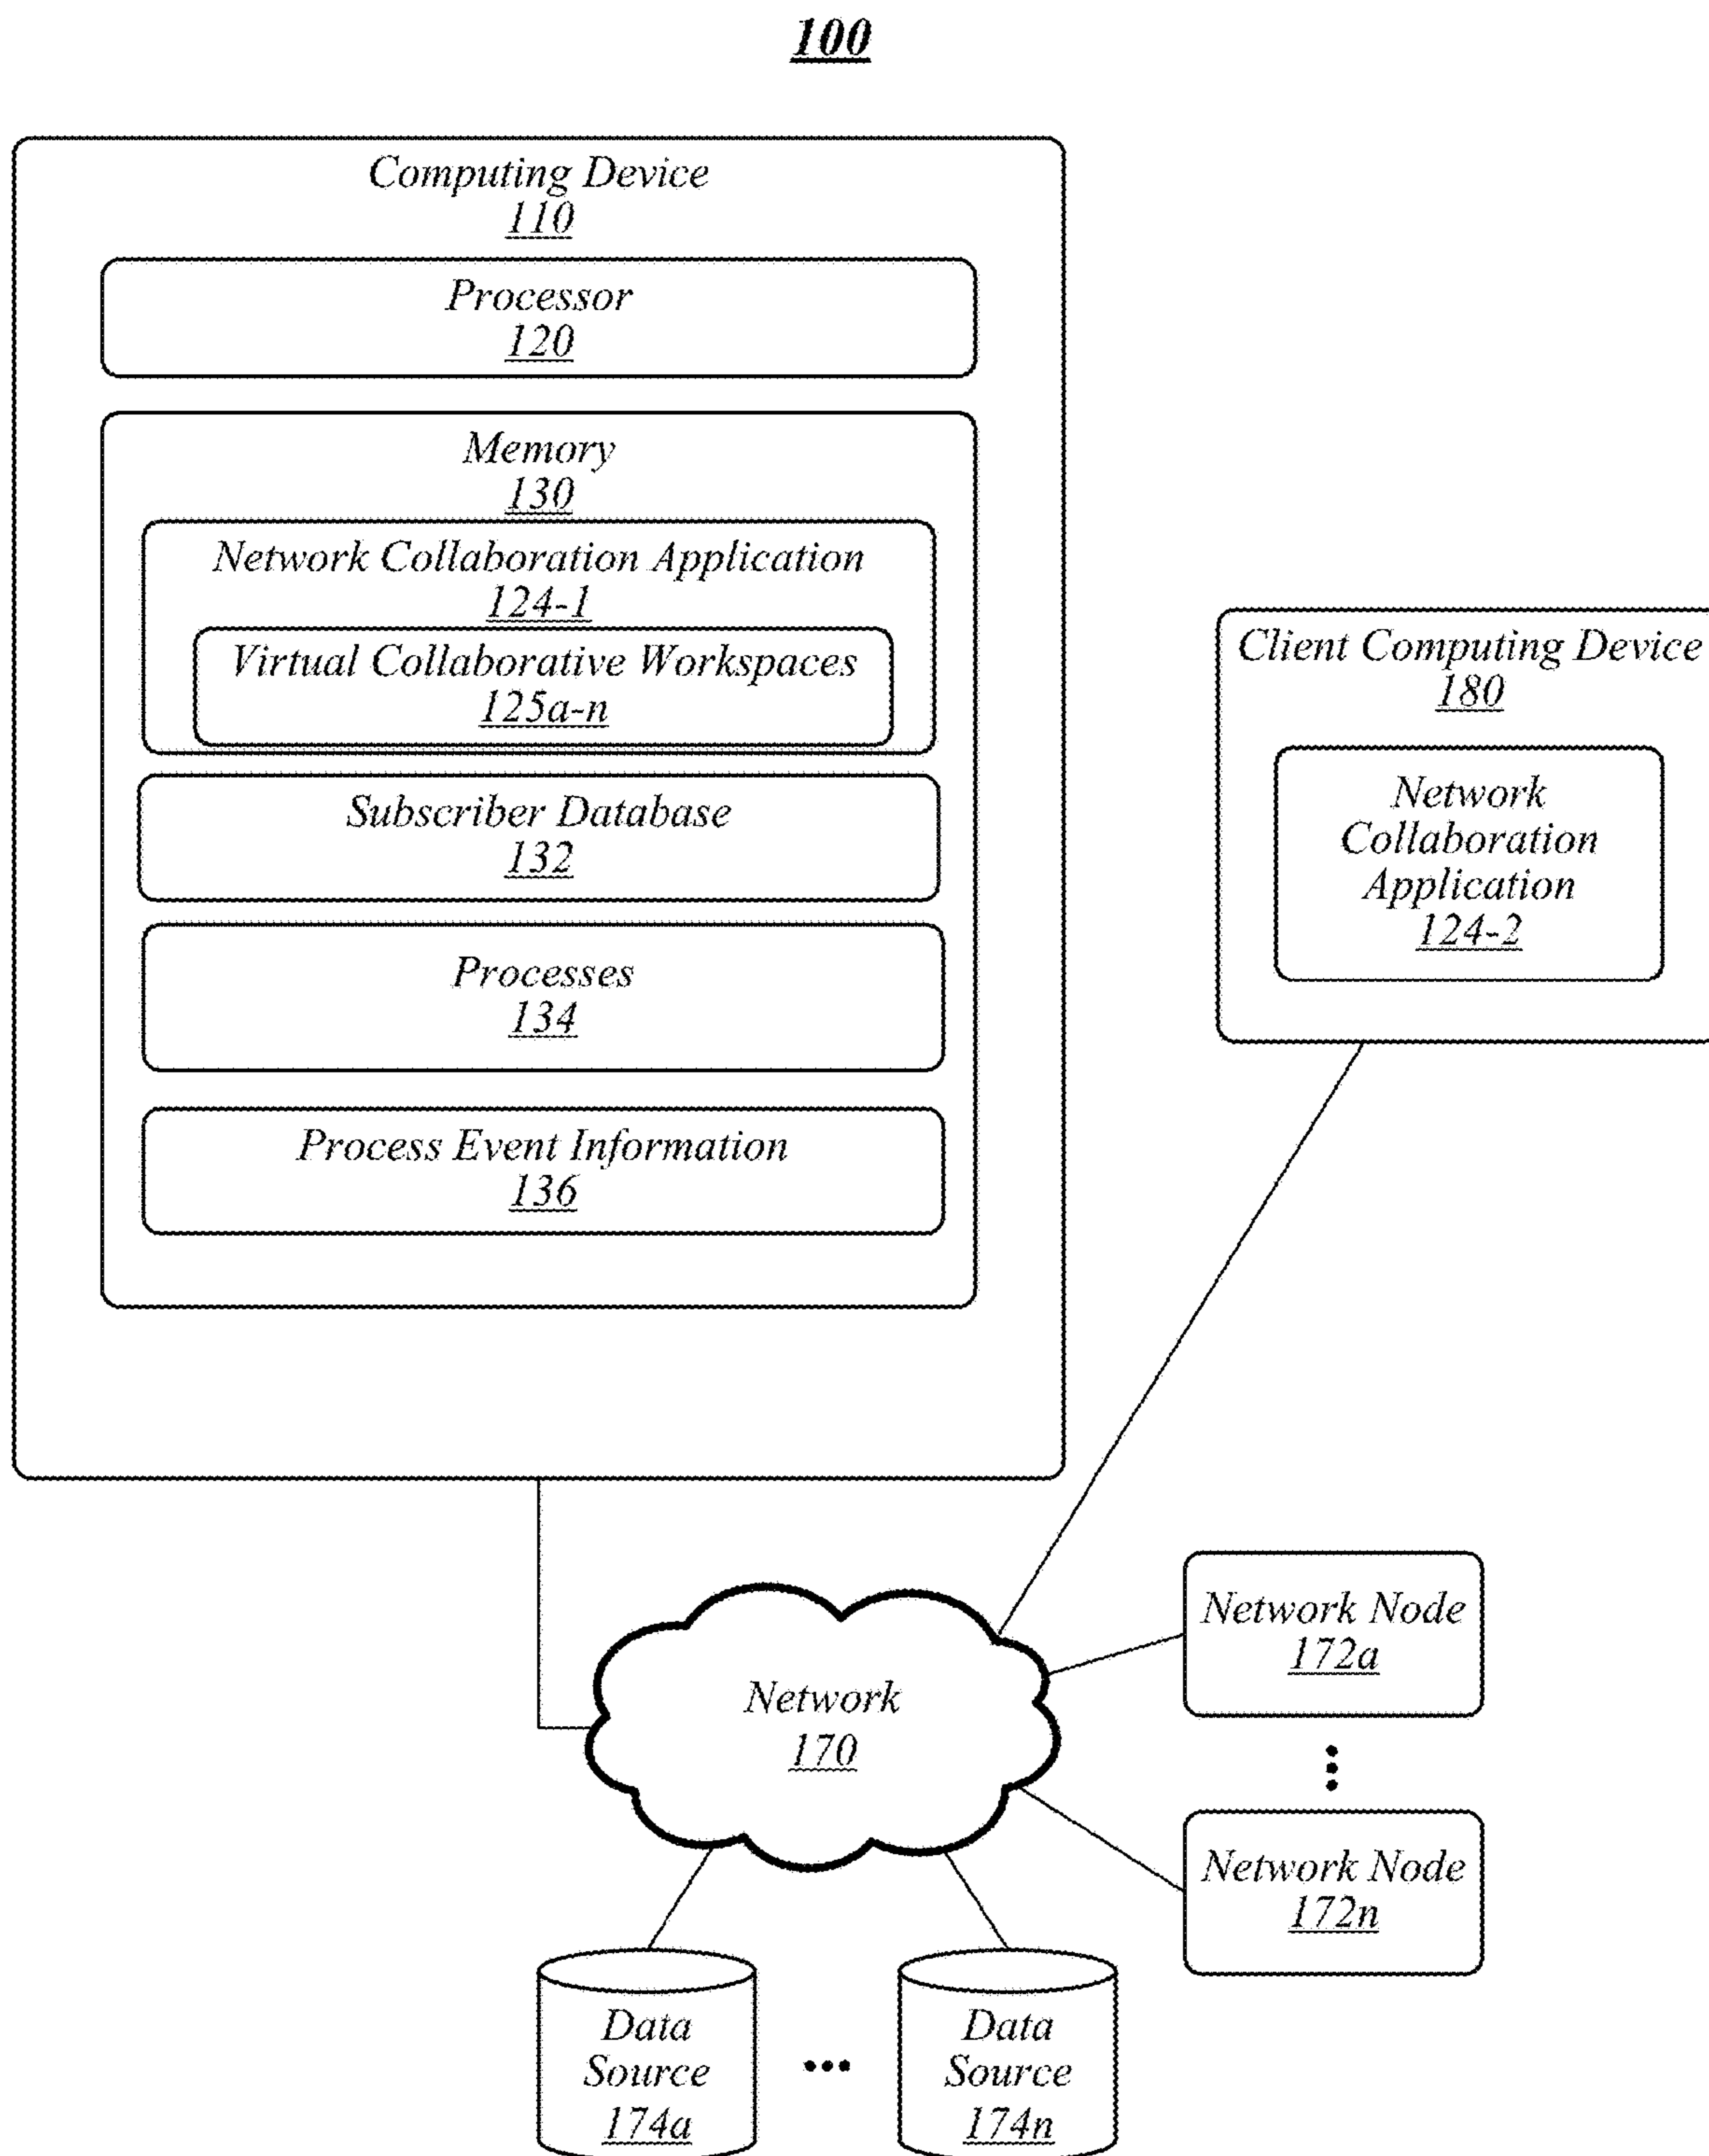 100
Computing Device
110
Processor
120
Memory
130
Network Collaboration Application
124-1
Virtual Collaborative Workspaces
125a-n
Subscriber Database
132
Processes
134
Process Event Information
136
Client Computing Device
180
Network
Collaboration
Application
124-2
Network
170
Network Node
172a
Network Node
172n
Data
Source
174a
Data
Source
174n